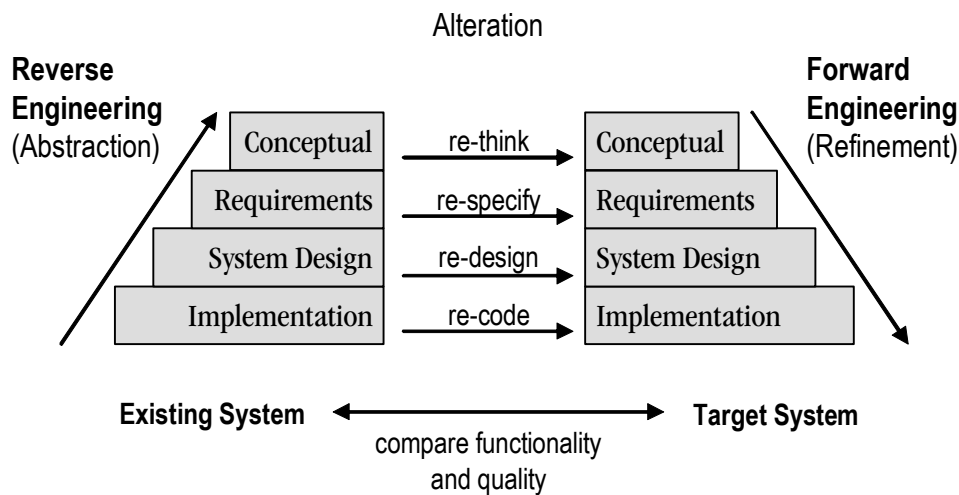 Alteration
Reverse
Engineering
(Abstraction)
Forward
Engineering
(Refinement)
Conceptual
re-think
Conceptual
Requirements
re-specify
Requirements
System Design
re-design
System Design
Implementation
re-code
Implementation
Existing System
Target System
compare functionality
and quality